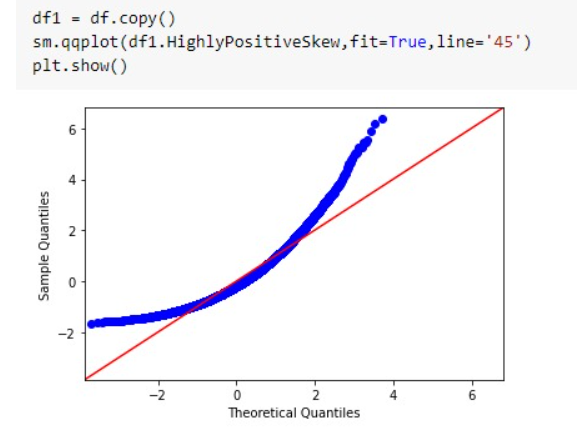 df1 = df.copy()
sm.qqplot(df1.HighlyPositiveSkew,fit=True,line='45')
plt.show()
6
4
2
0
−2
Sample Quantiles
−2 0 2 4 6
Theoretical Quantiles